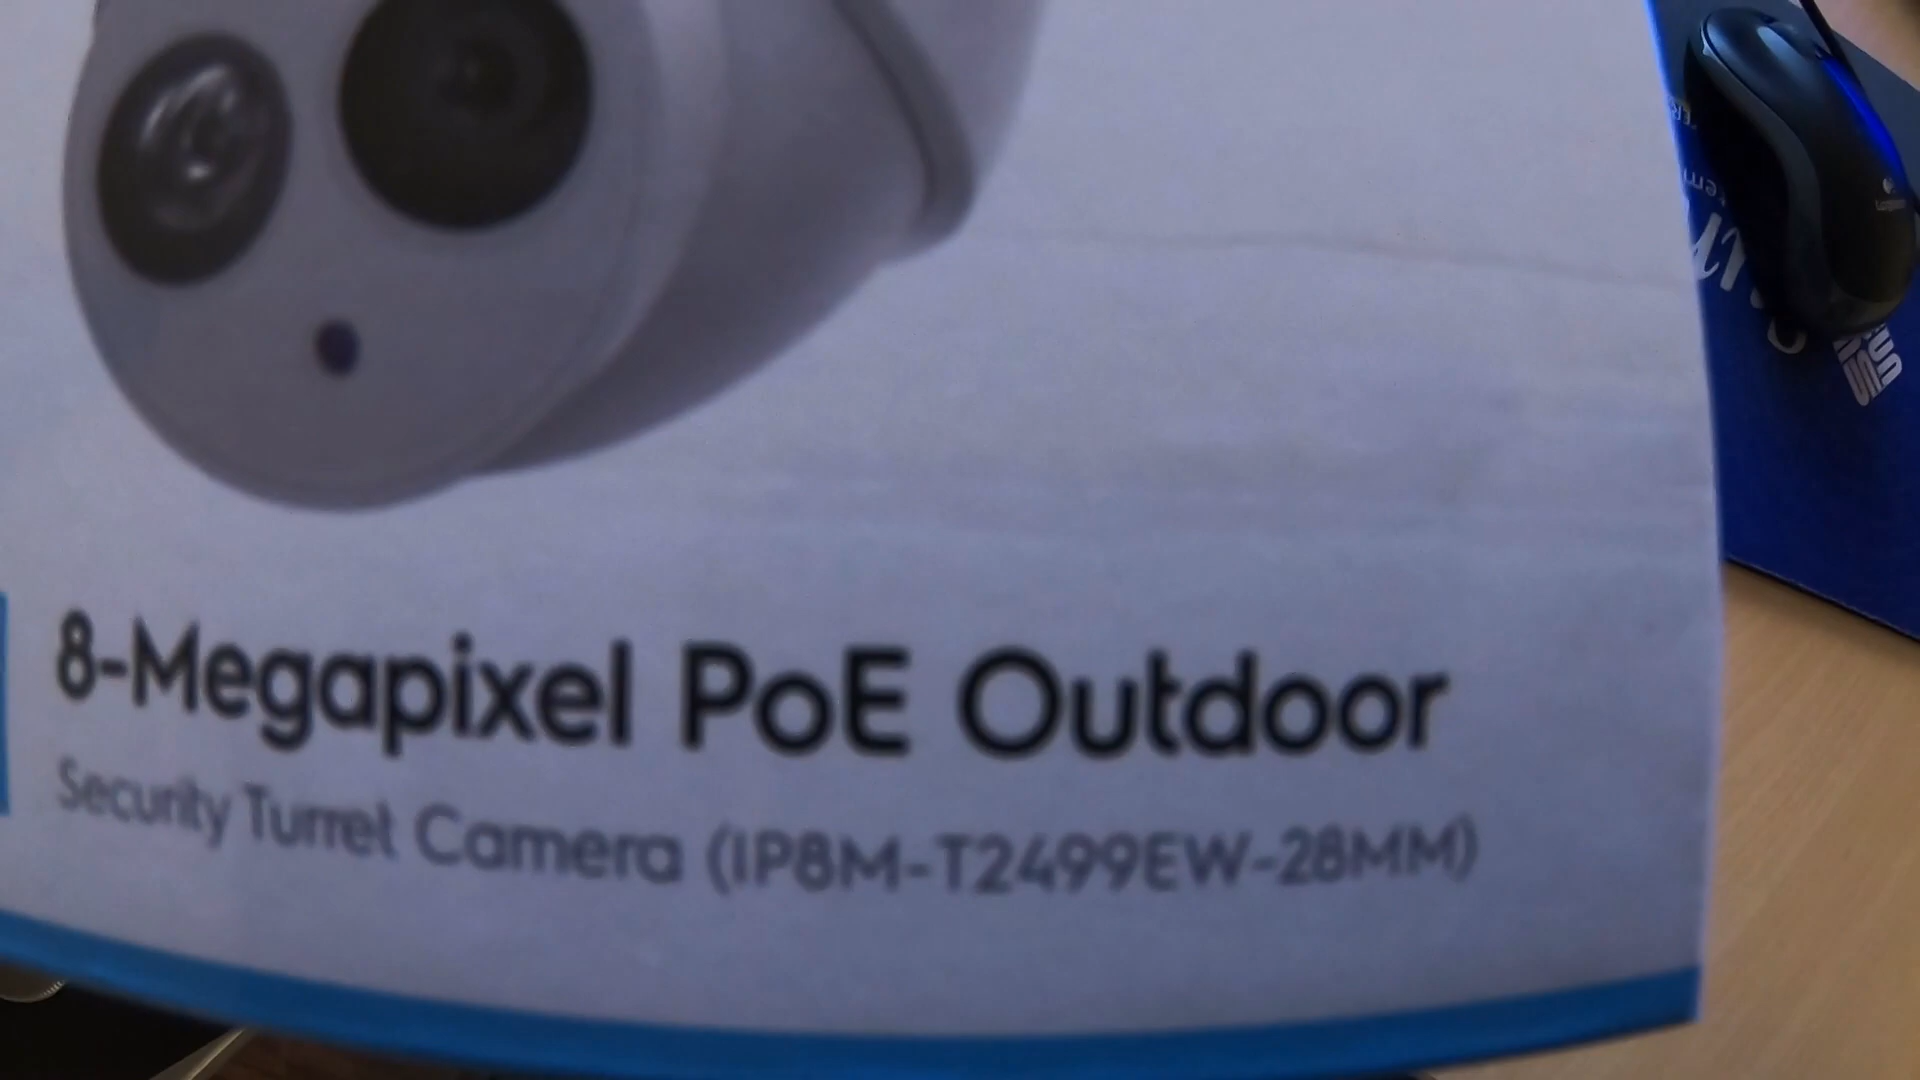 8-Megapixel PoE Outdoor
Security Turret Camera (IP8M-T2499EW-28MM)